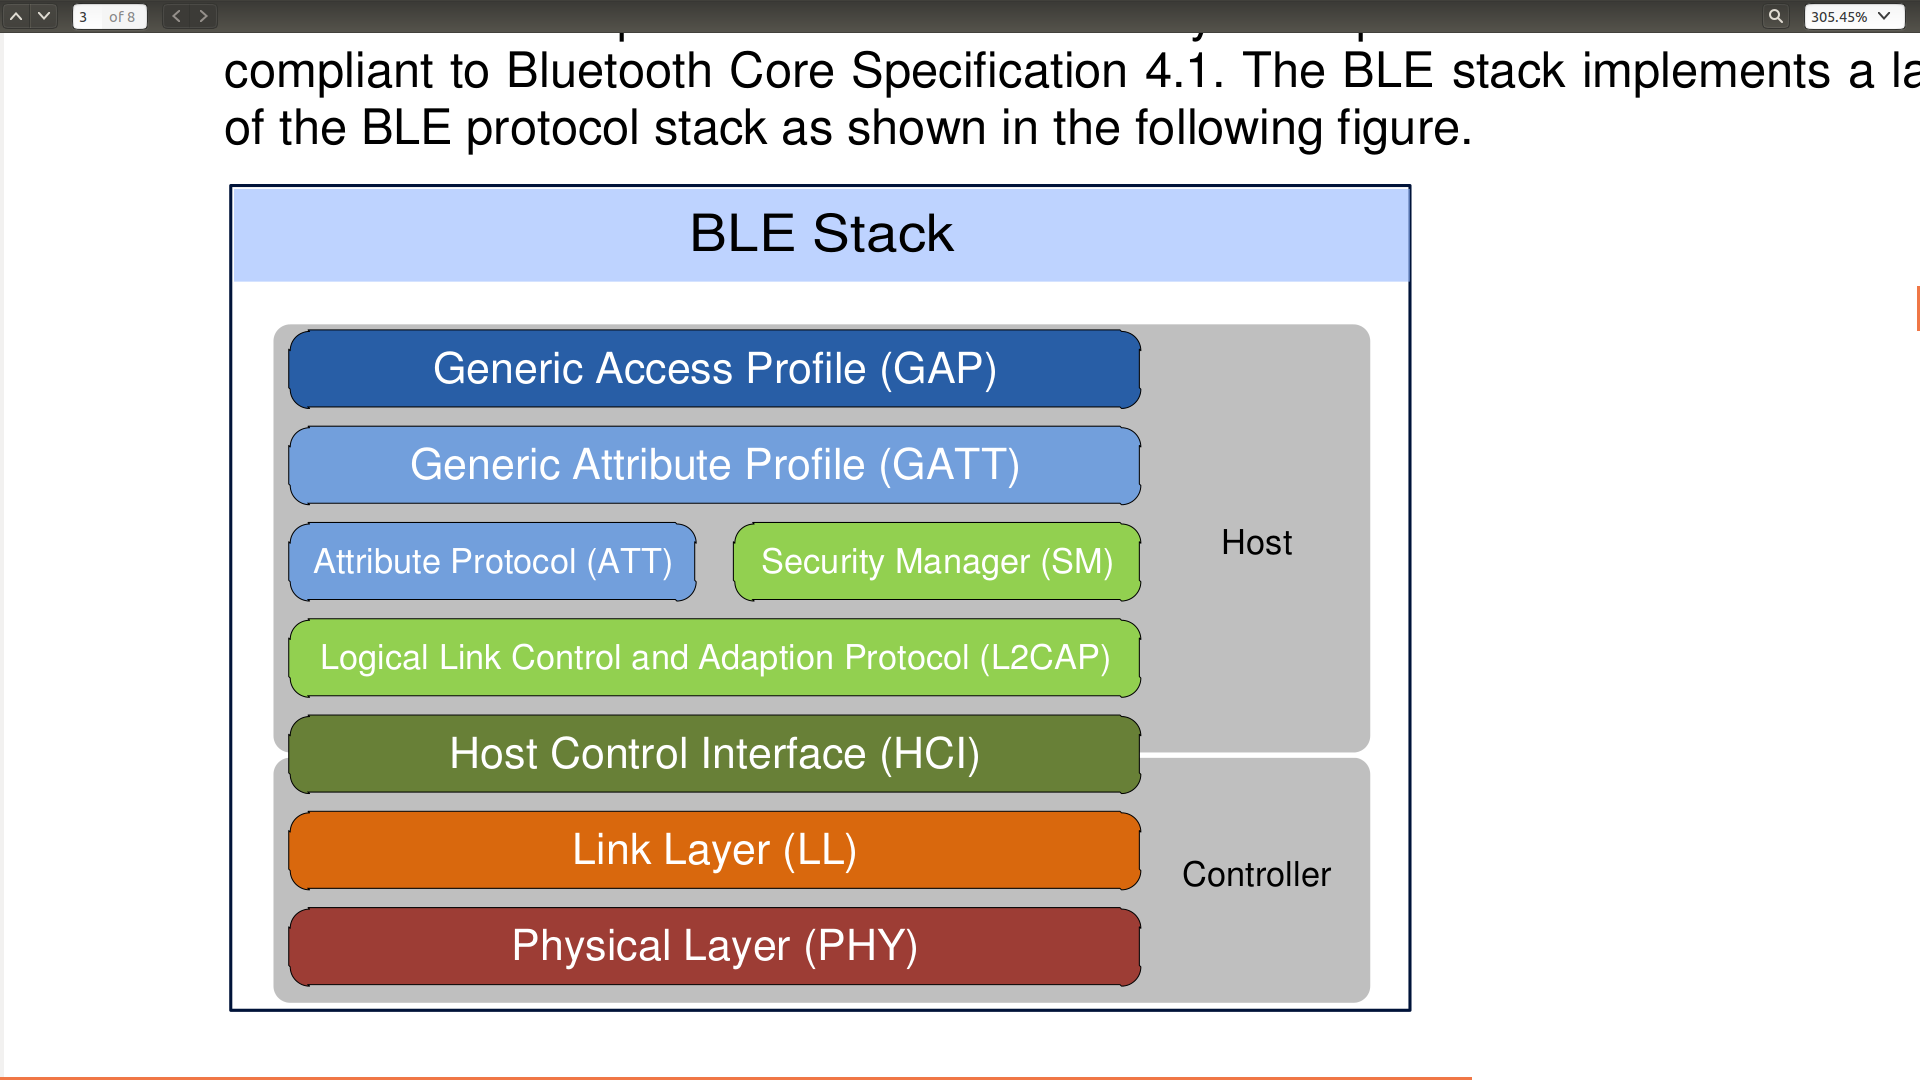 3 of 8
305.45%
compliant to Bluetooth Core Specification 4.1. The BLE stack implements a
of the BLE protocol stack as shown in the following figure.
BLE Stack
Generic Access Profile (GAP)
Generic Attribute Profile (GATT)
Attribute Protocol (ATT)
Security Manager (SM)
Host
Logical Link Control and Adaption Protocol (L2CAP)
Host Control Interface (HCI)
Link Layer (LL)
Controller
Physical Layer (PHY)